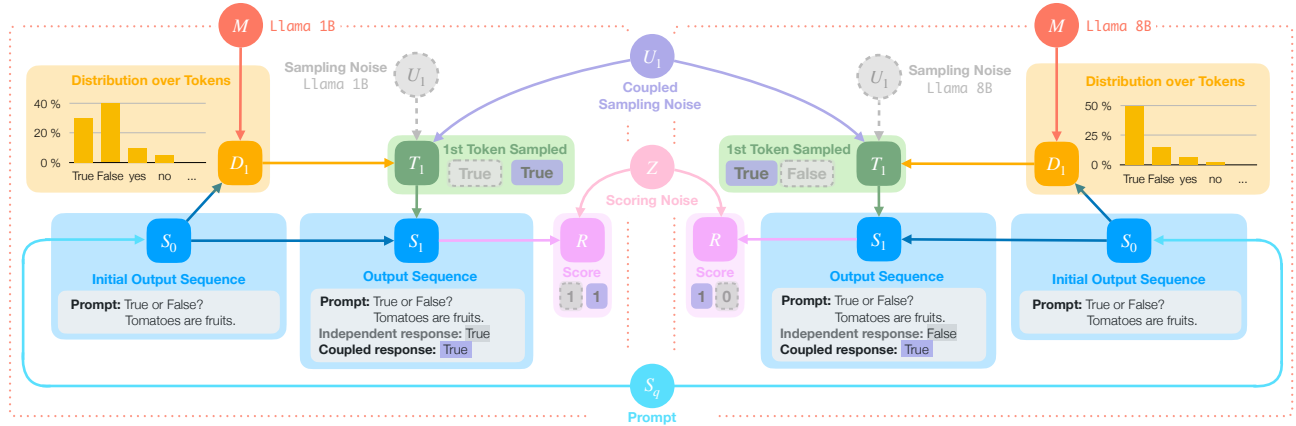 M Llama 1B
M Llama 8B
Sampling Noise
Llama 1B
U1
U1
Coupled
Sampling Noise
U1
Sampling Noise
Llama 8B
Distribution over Tokens
40 %
20 %
0 %
True False yes no ...
D1
1st Token Sampled
T1
True True
Z
Scoring Noise
1st Token Sampled
True False
T1
Distribution over Tokens
50 %
25 %
0 %
True False yes no ...
D1
S0
Initial Output Sequence
Prompt: True or False?
Tomatoes are fruits.
S1
Output Sequence
Prompt: True or False?
Tomatoes are fruits.
Independent response: False
Coupled response: True
R
Score
1 1
R
Score
1 0
S1
Output Sequence
Prompt: True or False?
Tomatoes are fruits.
Independent response: True
Coupled response: True
S0
Initial Output Sequence
Prompt: True or False?
Tomatoes are fruits.
Sq
Prompt